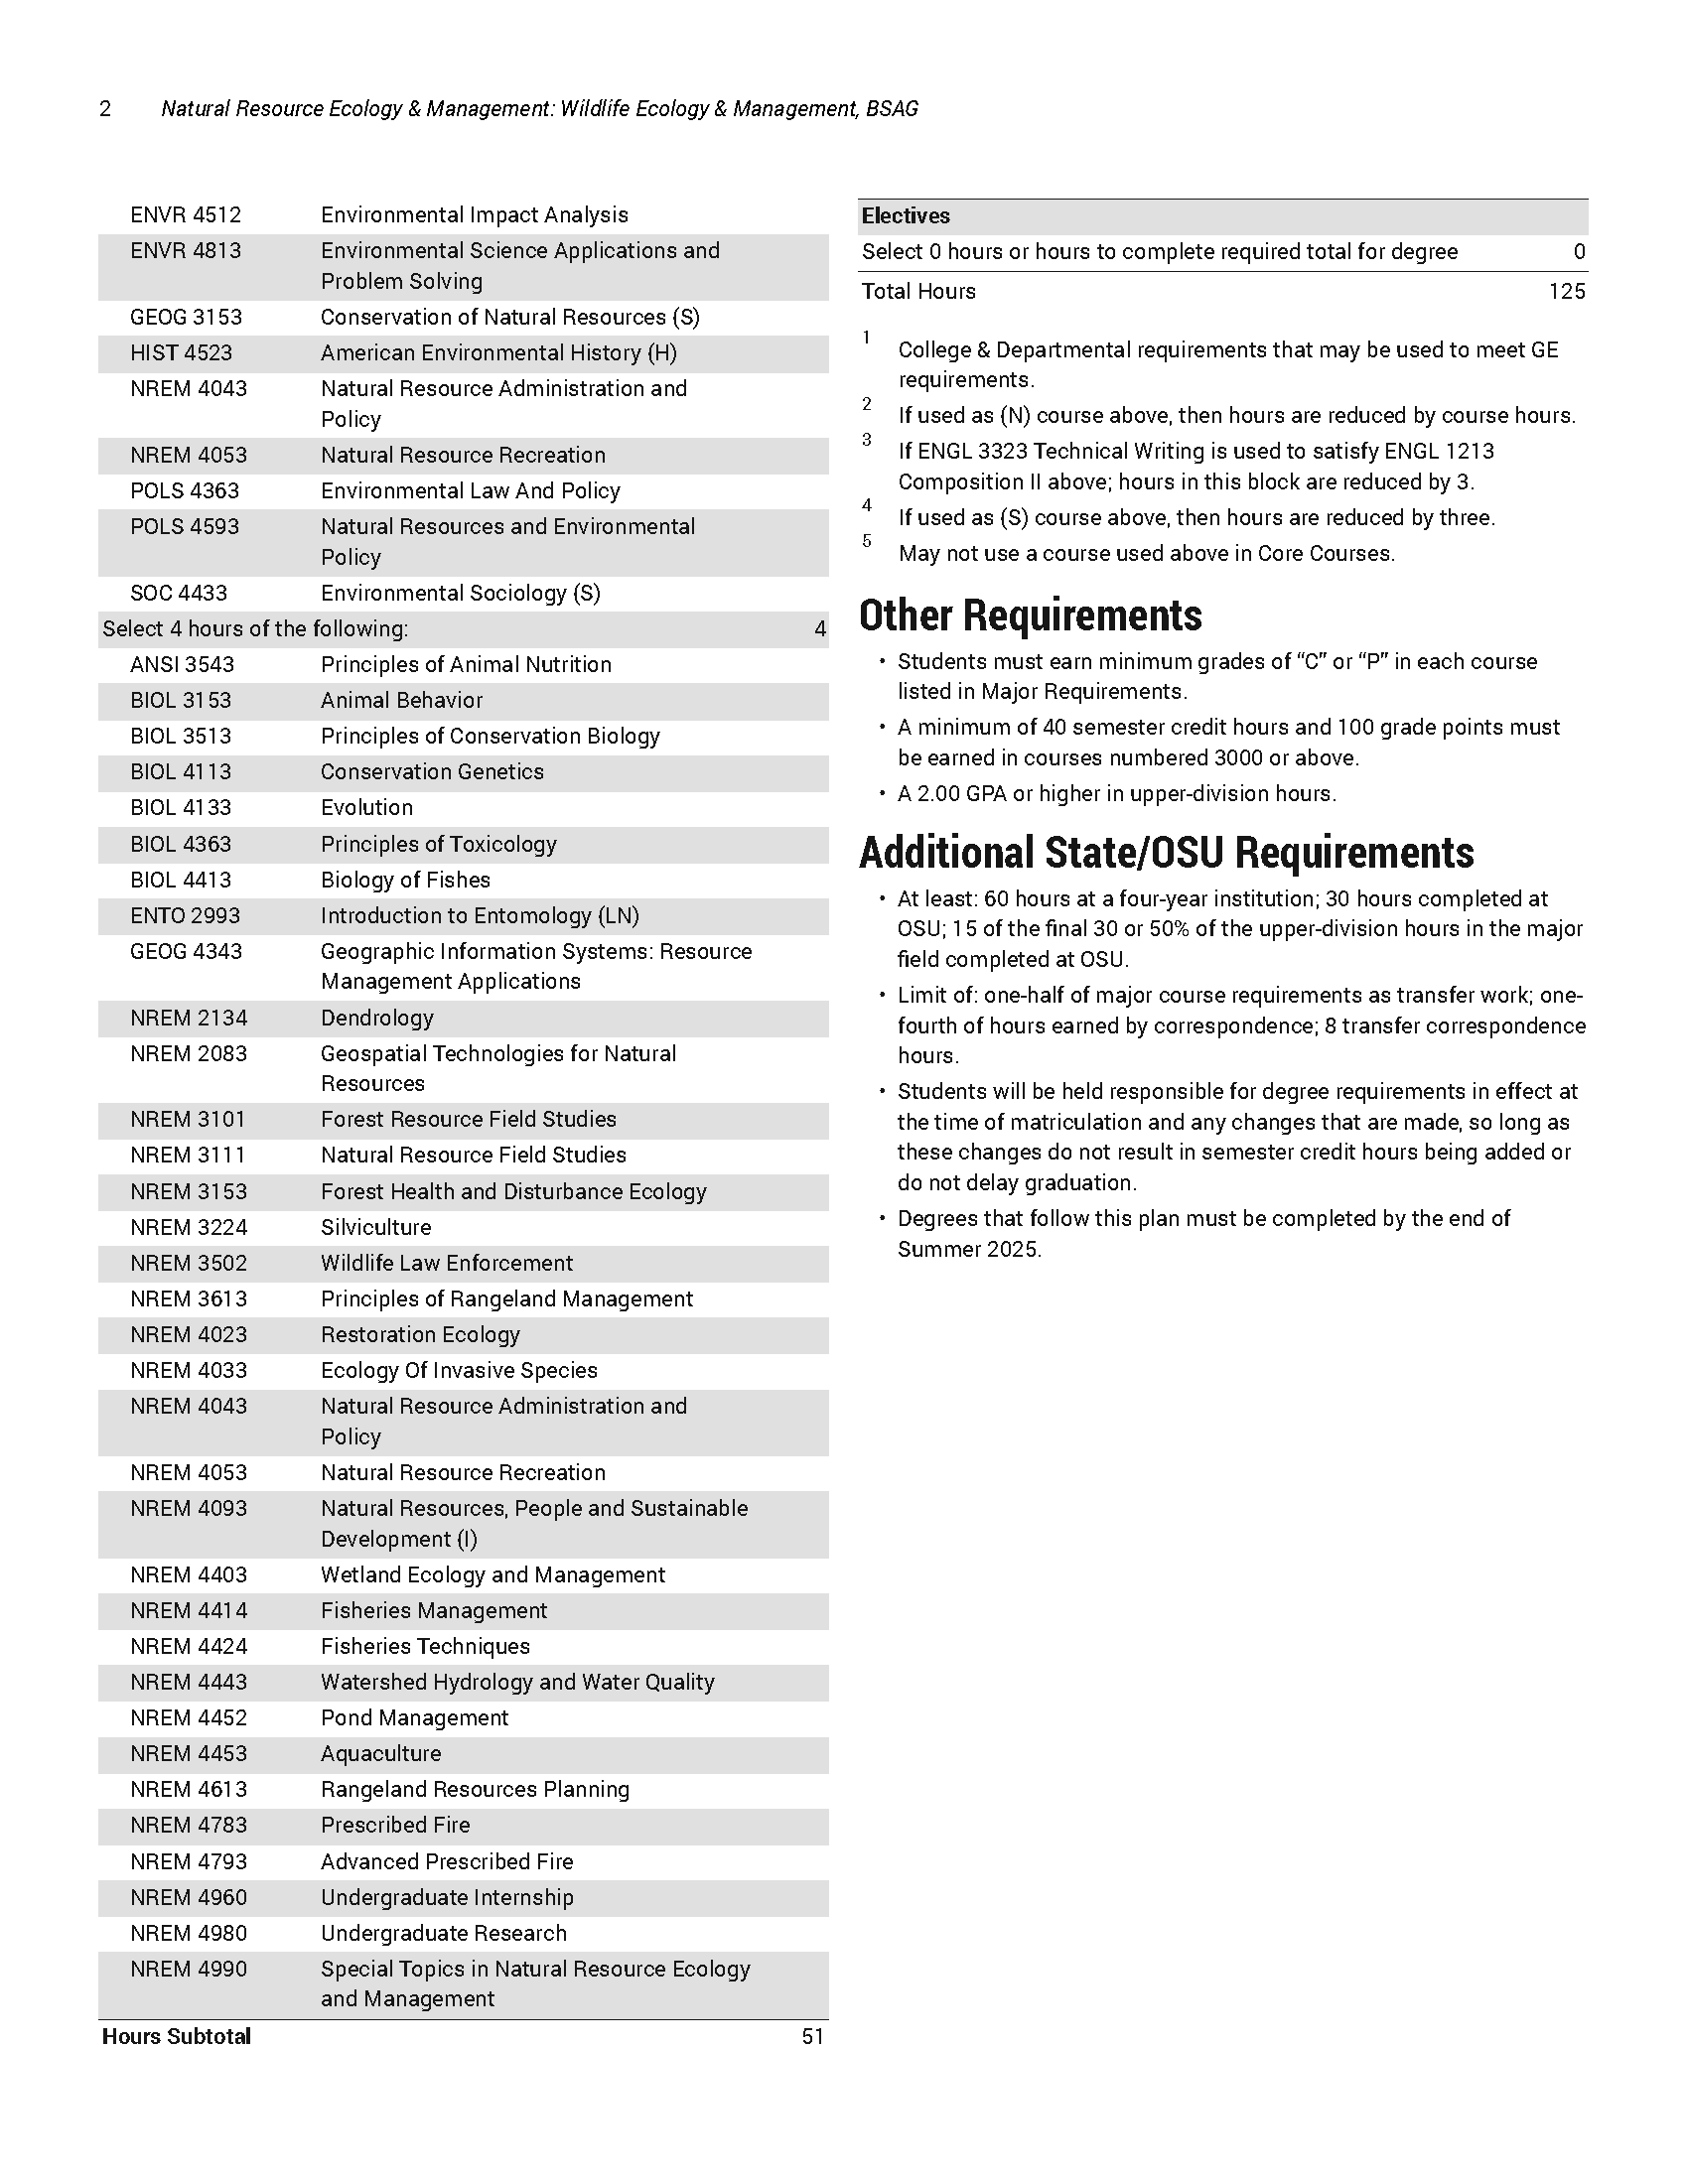 2 Natural Resource Ecology & Management: Wildlife Ecology & Management, BSAG
ENVR 4512 Environmental Impact Analysis
ENVR 4813 Environmental Science Applications and
Problem Solving
GEOG 3153 Conservation of Natural Resources (S)
HIST 4523 American Environmental History (H)
NREM 4043 Natural Resource Administration and
Policy
NREM 4053 Natural Resource Recreation
POLS 4363 Environmental Law And Policy
POLS 4593 Natural Resources and Environmental
Policy
SOC 4433 Environmental Sociology (S)
Select 4 hours of the following: 4
ANSI 3543 Principles of Animal Nutrition
BIOL 3153 Animal Behavior
BIOL 3513 Principles of Conservation Biology
BIOL 4113 Conservation Genetics
BIOL 4133 Evolution
BIOL 4363 Principles of Toxicology
BIOL 4413 Biology of Fishes
ENTO 2993 Introduction to Entomology (LN)
GEOG 4343 Geographic Information Systems: Resource
Management Applications
NREM 2134 Dendrology
NREM 2083 Geospatial Technologies for Natural
Resources
NREM 3101 Forest Resource Field Studies
NREM 3111 Natural Resource Field Studies
NREM 3153 Forest Health and Disturbance Ecology
NREM 3224 Silviculture
NREM 3502 Wildlife Law Enforcement
NREM 3613 Principles of Rangeland Management
NREM 4023 Restoration Ecology
NREM 4033 Ecology Of Invasive Species
NREM 4043 Natural Resource Administration and
Policy
NREM 4053 Natural Resource Recreation
NREM 4093 Natural Resources, People and Sustainable
Development (I)
NREM 4403 Wetland Ecology and Management
NREM 4414 Fisheries Management
NREM 4424 Fisheries Techniques
NREM 4443 Watershed Hydrology and Water Quality
NREM 4452 Pond Management
NREM 4453 Aquaculture
NREM 4613 Rangeland Resources Planning
NREM 4783 Prescribed Fire
NREM 4793 Advanced Prescribed Fire
NREM 4960 Undergraduate Internship
NREM 4980 Undergraduate Research
NREM 4990 Special Topics in Natural Resource Ecology
and Management
Hours Subtotal 51
Electives
Select 0 hours or hours to complete required total for degree 0
Total Hours 125
1 College & Departmental requirements that may be used to meet GE
requirements.
2 If used as (N) course above, then hours are reduced by course hours.
3 If ENGL 3323 Technical Writing is used to satisfy ENGL 1213
Composition II above; hours in this block are reduced by 3.
4 If used as (S) course above, then hours are reduced by three.
5 May not use a course used above in Core Courses.
Other Requirements
• Students must earn minimum grades of “C” or “P” in each course
listed in Major Requirements.
• A minimum of 40 semester credit hours and 100 grade points must
be earned in courses numbered 3000 or above.
• A 2.00 GPA or higher in upper-division hours.
Additional State/OSU Requirements
• At least: 60 hours at a four-year institution; 30 hours completed at
OSU; 15 of the final 30 or 50% of the upper-division hours in the major
field completed at OSU.
• Limit of: one-half of major course requirements as transfer work; one-
fourth of hours earned by correspondence; 8 transfer correspondence
hours.
• Students will be held responsible for degree requirements in effect at
the time of matriculation and any changes that are made, so long as
these changes do not result in semester credit hours being added or
do not delay graduation.
• Degrees that follow this plan must be completed by the end of
Summer 2025.